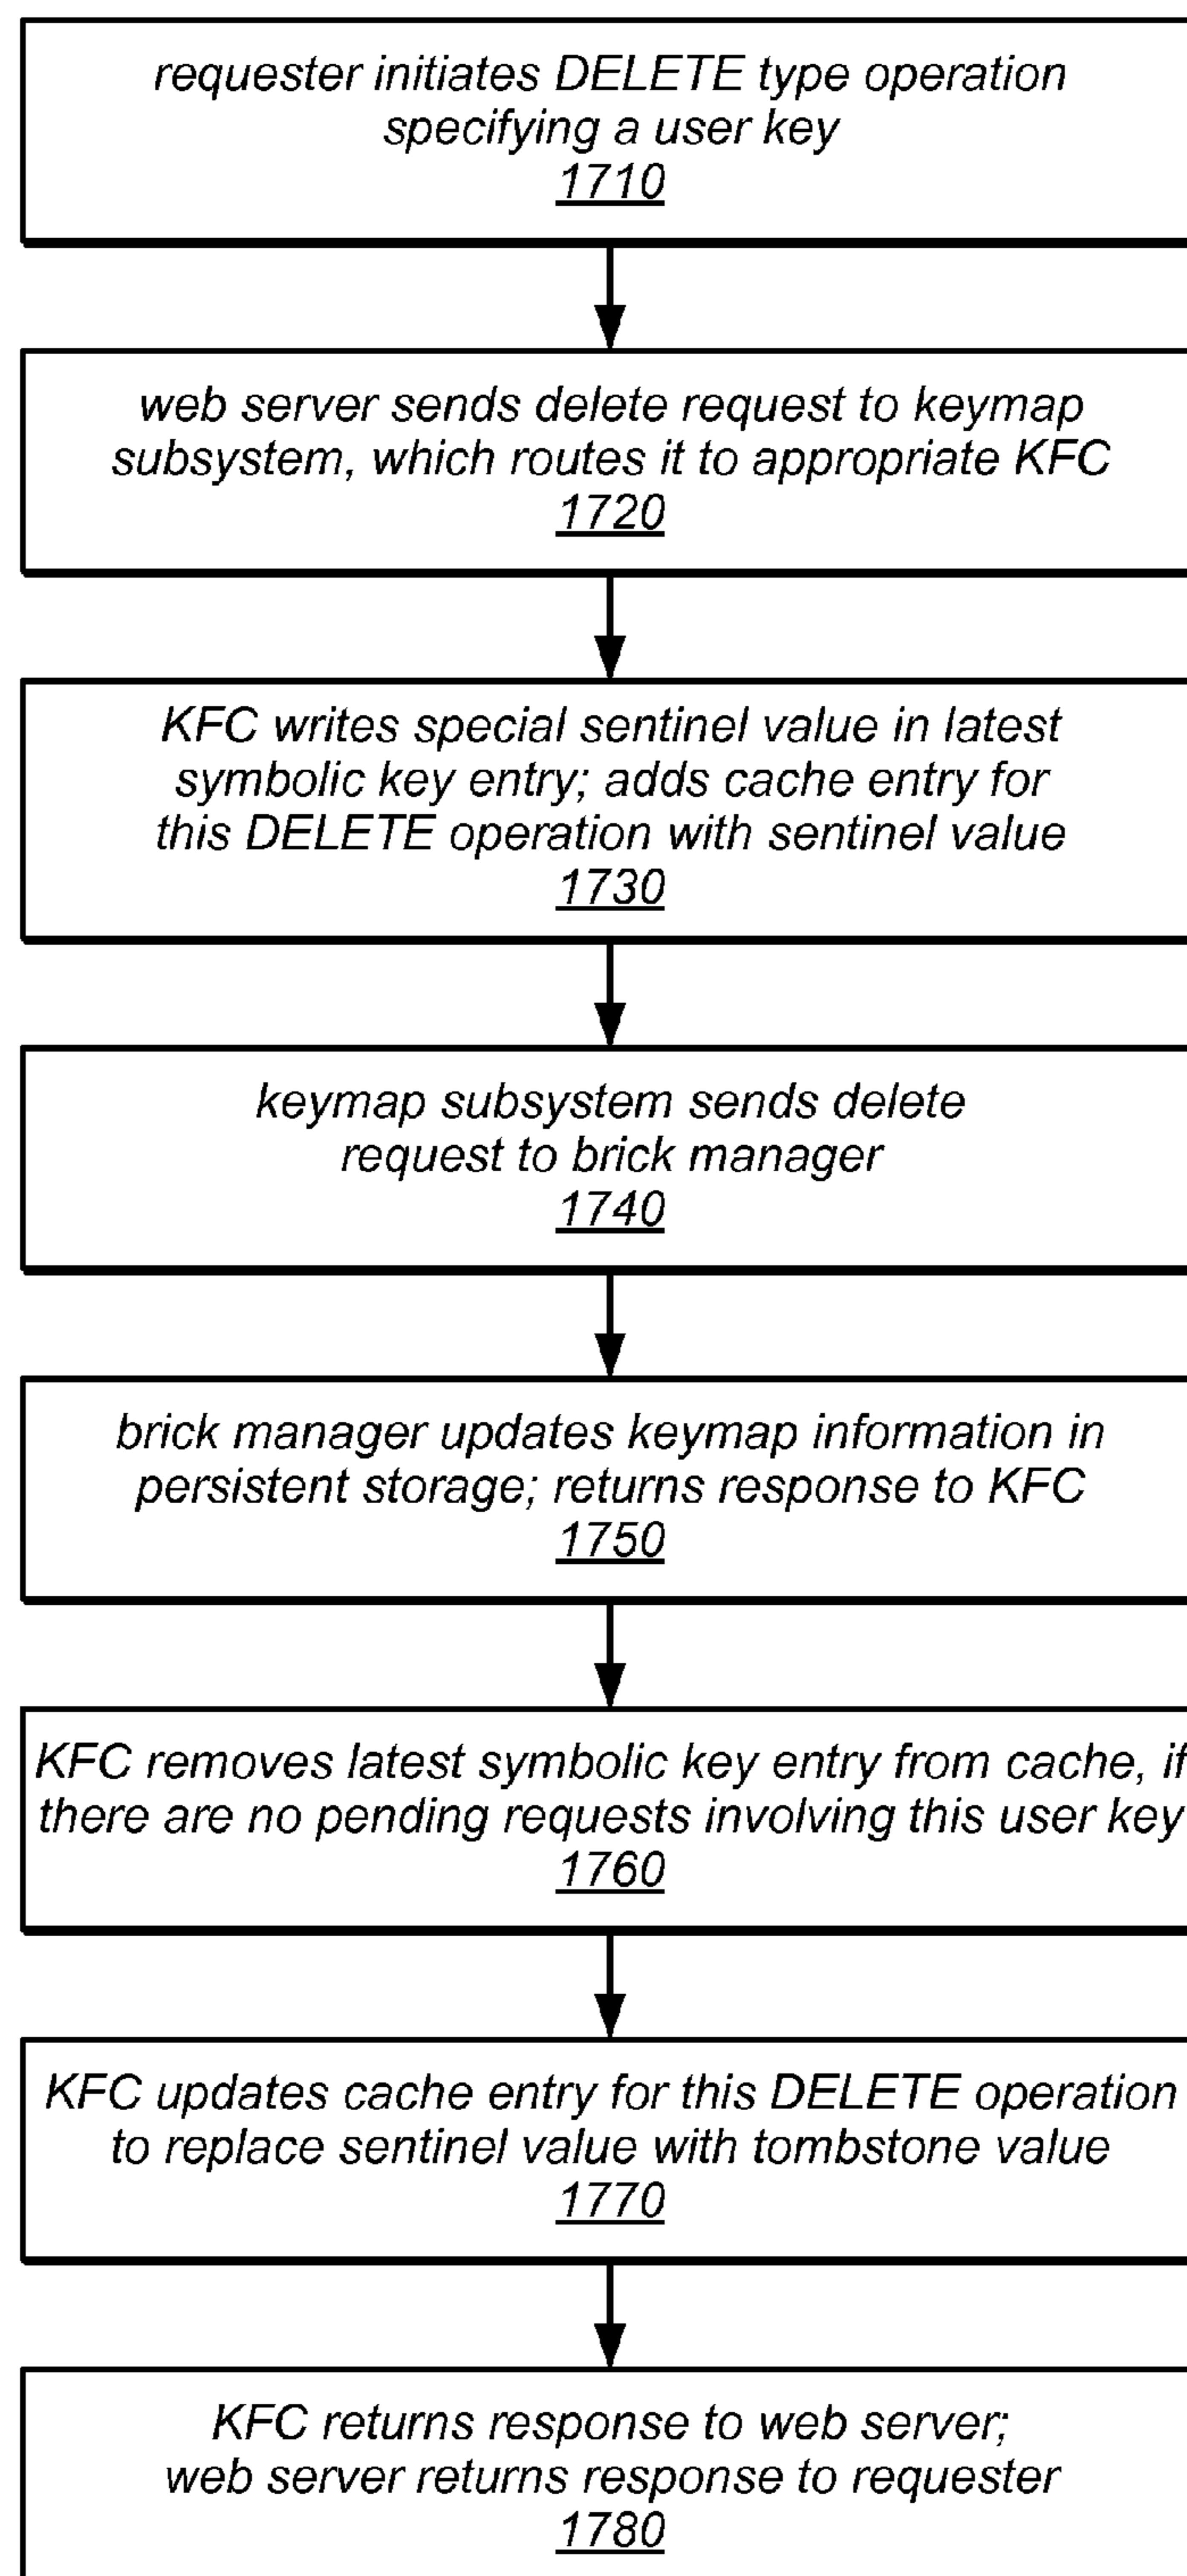 requester initiates DELETE type operation
specifying a user key
1710
web server sends delete request to keymap
subsystem, which routes it to appropriate KFC
1720
KFC writes special sentinel value in latest
symbolic key entry; adds cache entry for
this DELETE operation with sentinel value
1730
keymap subsystem sends delete
request to brick manager
1740
brick manager updates keymap information in
persistent storage; returns response to KFC
1750
KFC removes latest symbolic key entry from cache, if
there are no pending requests involving this user key
1760
KFC updates cache entry for this DELETE operation
to replace sentinel value with tombstone value
1770
KFC returns response to web server;
web server returns response to requester
1780